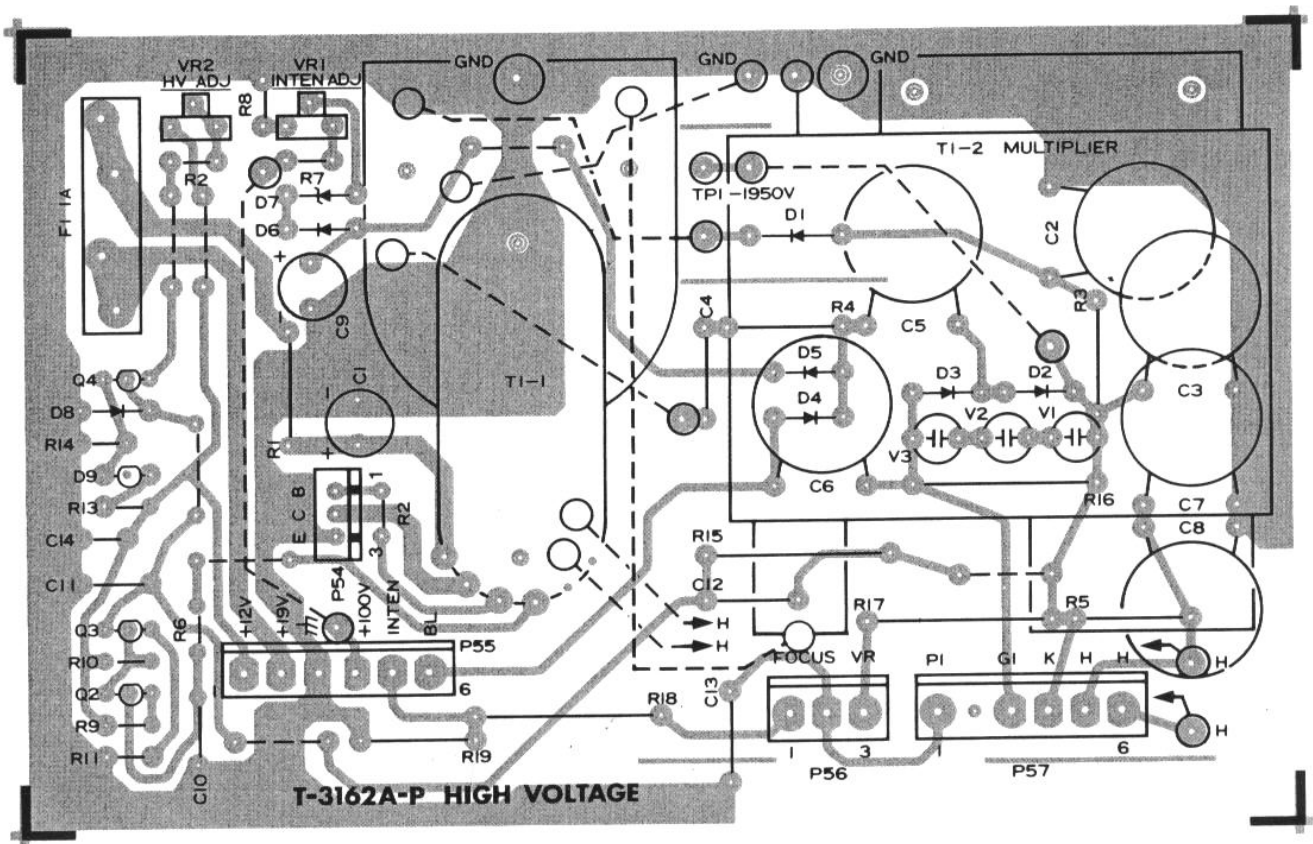 VR2
HV ADJ
VR1
INTEN ADJ
GND
GND
GND
R8
F1 1A
R2
R7
D7
D6
T1-2 MULTIPLIER
TP1 -1950V
D1
C2
+
-
C9
C4
R4
C5
R3
D5
D4
D3
D2
C3
V2
V1
V3
T1-1
Q4
D8
R14
D9
R13
C14
C11
-
C1
+
R1
E C B
1
R2
3
P54
C6
R16
C7
C8
R15
C12
H
H
R17
R5
Q3
R10
Q2
R9
R11
R6
C10
+12V
+19V
+100V
INTEN
BL
P55
6
FOCUS VR
P1
G1
K
H
H
H
H
R18
C13
R19
1
3
P56
1
6
P57
T-3162A-P HIGH VOLTAGE